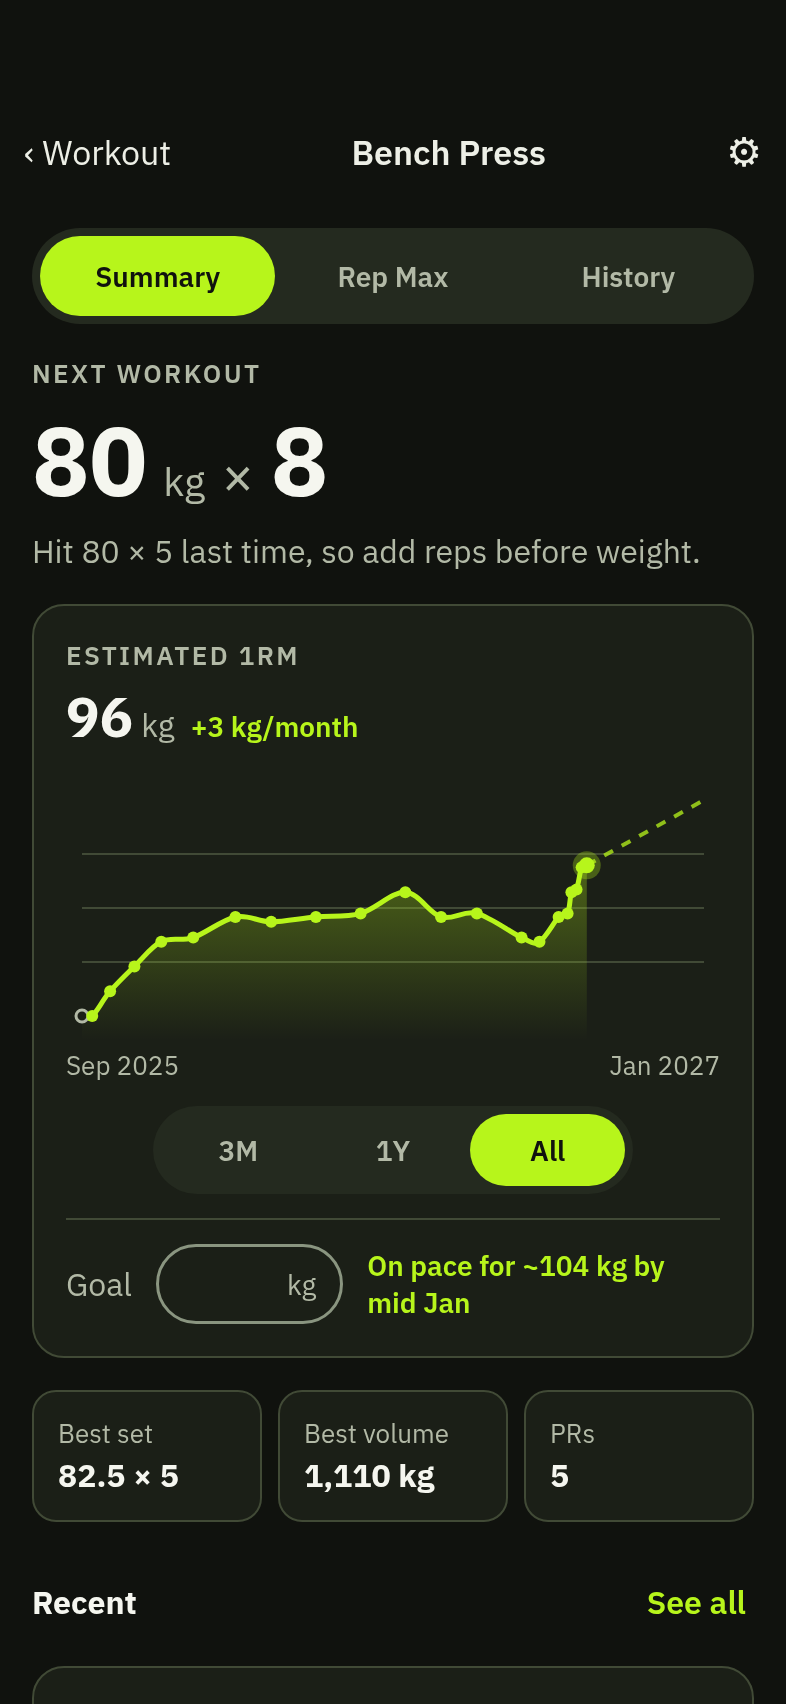 ‹ Workout
Bench Press
⚙
Summary
Rep Max
History
NEXT WORKOUT
80 kg × 8
Hit 80 × 5 last time, so add reps before weight.
ESTIMATED 1RM
96 kg +3 kg/month
Sep 2025
Jan 2027
3M
1Y
All
Goal
kg
On pace for ~104 kg by
mid Jan
Best set
82.5 × 5
Best volume
1,110 kg
PRs
5
Recent
See all